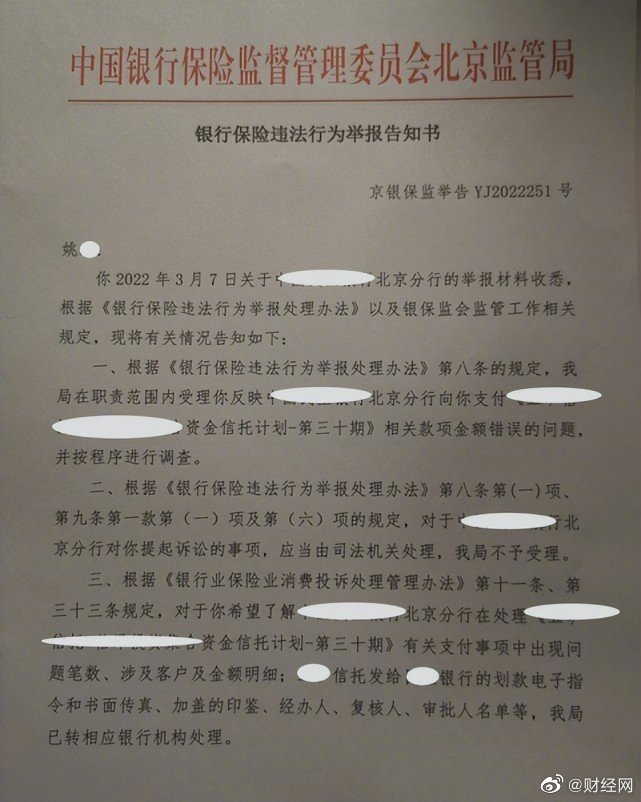 中国银行保险监督管理委员会北京监管局
银行保险违法行为举报告知书
京银保监举告 YJ2022251 号
姚
你 2022 年 3 月 7 日关于中 北京分行的举报材料收悉，
根据《银行保险违法行为举报处理办法》以及银保监会监管工作相关
规定，现将有关情况告知如下：
一、根据《银行保险违法行为举报处理办法》第八条的规定，我
局在职责范围内受理你反映中 北京分行向你支付《
资金信托计划-第三十期》相关款项金额错误的问题，
并按程序进行调查。
二、根据《银行保险违法行为举报处理办法》第八条第(一)项、
第九条第一款第（一）项及第（六）项的规定，对于中 行北
京分行对你提起诉讼的事项，应当由司法机关处理，我局不予受理。
三、根据《银行业保险业消费投诉处理管理办法》第十一条、第
三十三条规定，对于你希望了解 北京分行在处理《
资金信托计划-第三十期》有关支付事项中出现问
题笔数、涉及客户及金额明细； 信托发给 银行的划款电子指
令和书面传真、加盖的印鉴、经办人、复核人、审批人名单等，我局
已转相应银行机构处理。
@财经网